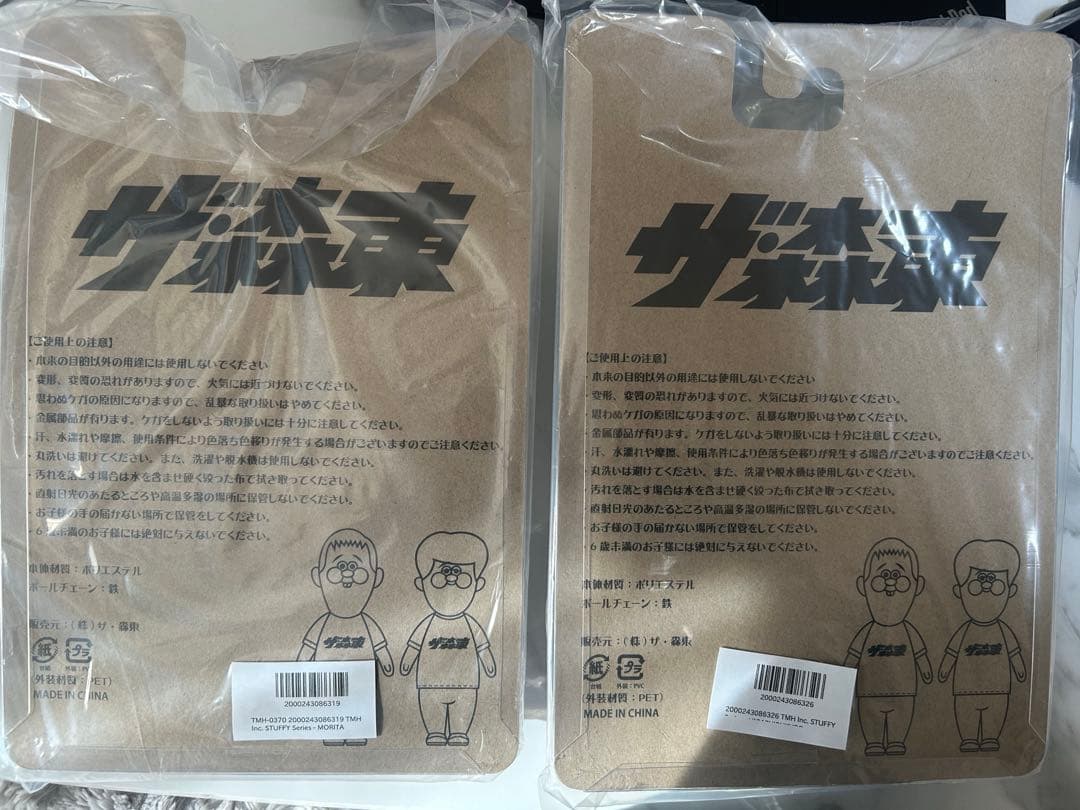 ザ・森東
【ご使用上の注意】
・本来の目的以外の用途には使用しないでください
・変形、変質の恐れがありますので、火気には近づけないでください。
・思わぬケガの原因になりますので、乱暴な取り扱いはやめてください。
・金属部品が有ります。ケガをしないよう取り扱いには十分に注意してください。
・汗、水濡れや摩擦、使用条件により色落ち色移りが発生する場合がございますのでご注意ください。
・丸洗いは避けてください。また、洗濯や脱水機は使用しないでください。
・汚れを落とす場合は水を含ませ硬く絞った布で拭き取ってください。
・直射日光のあたるところや高温多湿の場所に保管しないでください。
・お子様の手の届かない場所で保管をしてください。
・6歳未満のお子様には絶対に与えないでください。
本体材質：ポリエステル
ボールチェーン：鉄
販売元：（株）ザ・森東
紙 プラ
台紙 外装：PVC
(外装材質：PET)
MADE IN CHINA
ザ・森東
ザ・森東
2000243086319
TMH-0370 2000243086319 TMH
Inc. STUFFY Series – MORITA
ザ・森東
【ご使用上の注意】
・本来の目的以外の用途には使用しないでください
・変形、変質の恐れがありますので、火気には近づけないでください。
・思わぬケガの原因になりますので、乱暴な取り扱いはやめてください。
・金属部品が有ります。ケガをしないよう取り扱いには十分に注意してください。
・汗、水濡れや摩擦、使用条件により色落ち色移りが発生する場合がございますのでご注意ください。
・丸洗いは避けてください。また、洗濯や脱水機は使用しないでください。
・汚れを落とす場合は水を含ませ硬く絞った布で拭き取ってください。
・直射日光のあたるところや高温多湿の場所に保管しないでください。
・お子様の手の届かない場所で保管をしてください。
・6歳未満のお子様には絶対に与えないでください。
本体材質：ポリエステル
ボールチェーン：鉄
販売元：（株）ザ・森東
紙 プラ
台紙 外装：PVC
(外装材質：PET)
MADE IN CHINA
ザ・森東
ザ・森東
2000243086326
2000243086326 TMH Inc. STUFFY